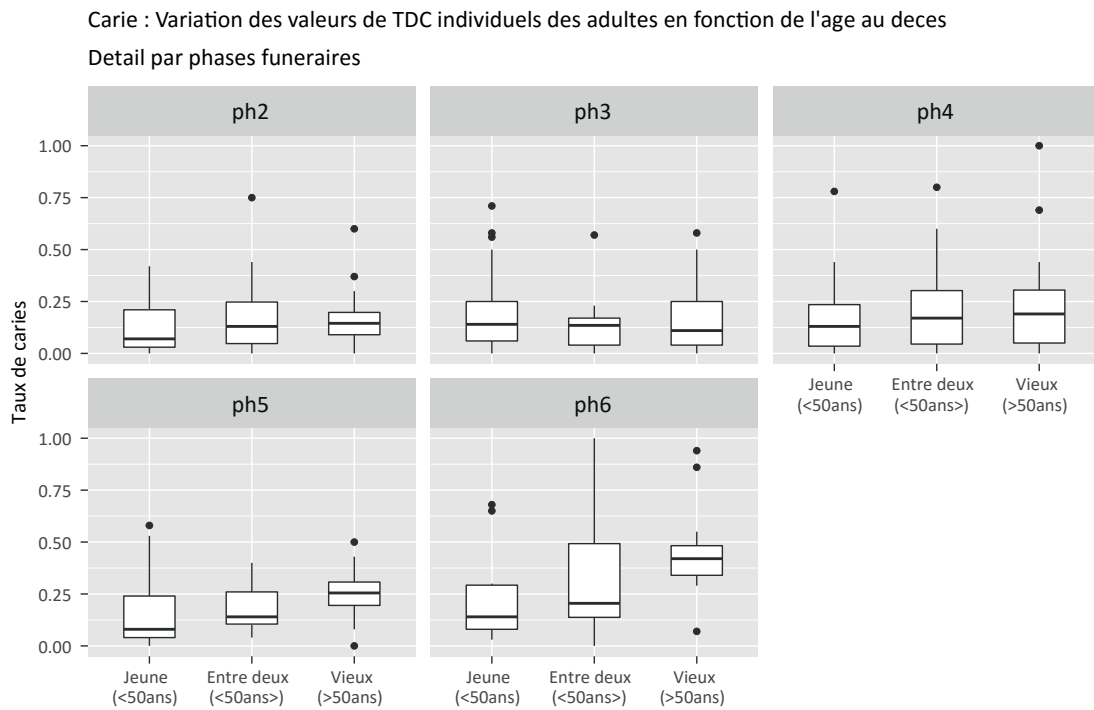 Carie : Variation des valeurs de TDC individuels des adultes en fonction de l'age au deces
Detail par phases funeraires
ph2
ph3
ph4
1.00
0.75
0.50
0.25
0.00
Taux de caries
Jeune
(<50ans)
Entre deux
(<50ans>)
Vieux
(>50ans)
ph5
ph6
1.00
0.75
0.50
0.25
0.00
Jeune
(<50ans)
Entre deux
(<50ans>)
Vieux
(>50ans)
Jeune
(<50ans)
Entre deux
(<50ans>)
Vieux
(>50ans)